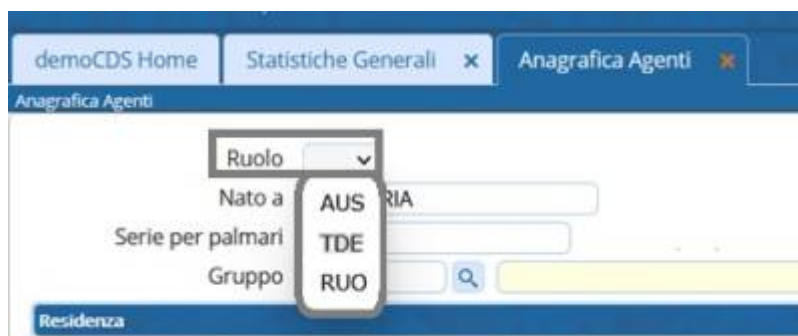 demoCDS Home Statistiche Generali x Anagrafica Agenti x
Anagrafica Agenti
Ruolo
Nato a RIA
AUS
Serie per palmari
TDE
Gruppo
RUO
Residenza